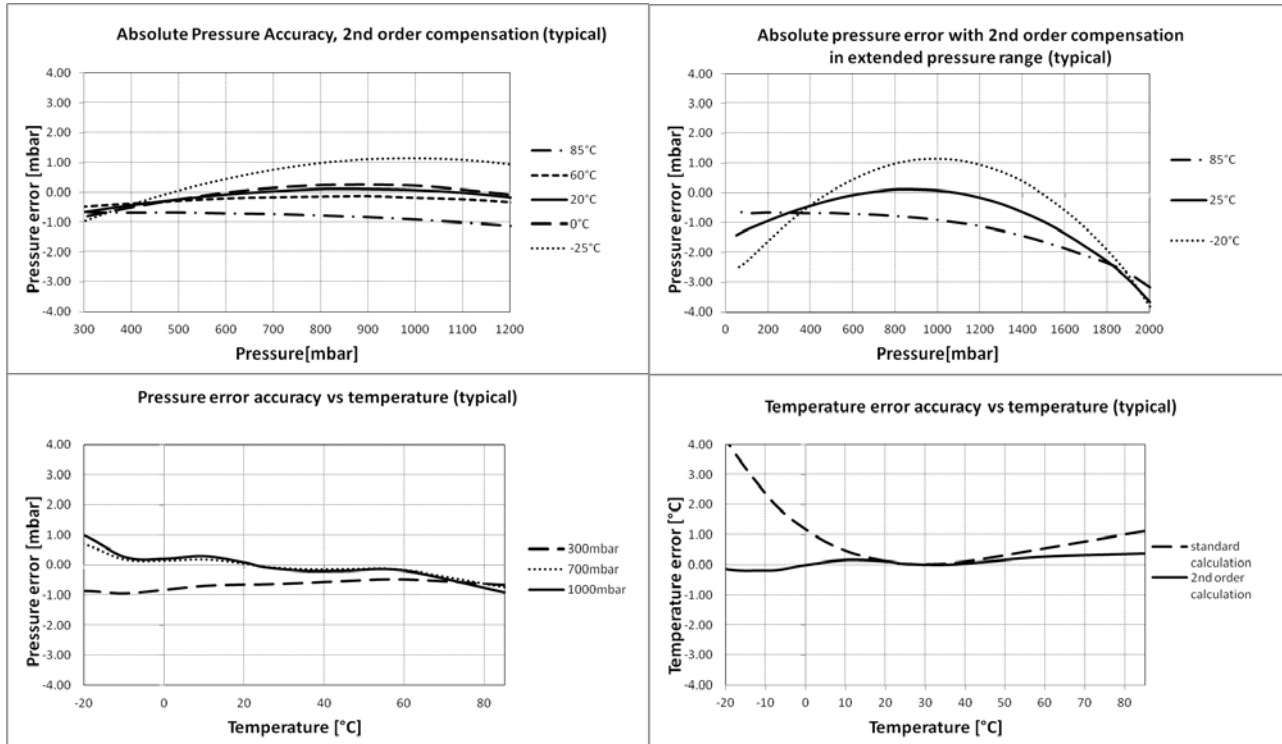 Absolute Pressure Accuracy, 2nd order compensation (typical)
4.00
3.00
2.00
1.00
0.00
-1.00
-2.00
-3.00
-4.00
Pressure error [mbar]
300 400 500 600 700 800 900 1000 1100 1200
Pressure[mbar]
85°C
60°C
20°C
0°C
-25°C
Absolute pressure error with 2nd order compensation
in extended pressure range (typical)
4.00
3.00
2.00
1.00
0.00
-1.00
-2.00
-3.00
-4.00
Pressure error [mbar]
0 200 400 600 800 1000 1200 1400 1600 1800 2000
Pressure[mbar]
85°C
25°C
-20°C
Pressure error accuracy vs temperature (typical)
4.00
3.00
2.00
1.00
0.00
-1.00
-2.00
-3.00
-4.00
Pressure error [mbar]
-20 0 20 40 60 80
Temperature [°C]
300mbar
700mbar
1000mbar
Temperature error accuracy vs temperature (typical)
4.00
3.00
2.00
1.00
0.00
-1.00
-2.00
-3.00
-4.00
Temperature error [°C]
-20 -10 0 10 20 30 40 50 60 70 80
Temperature [°C]
standard
calculation
2nd order
calculation